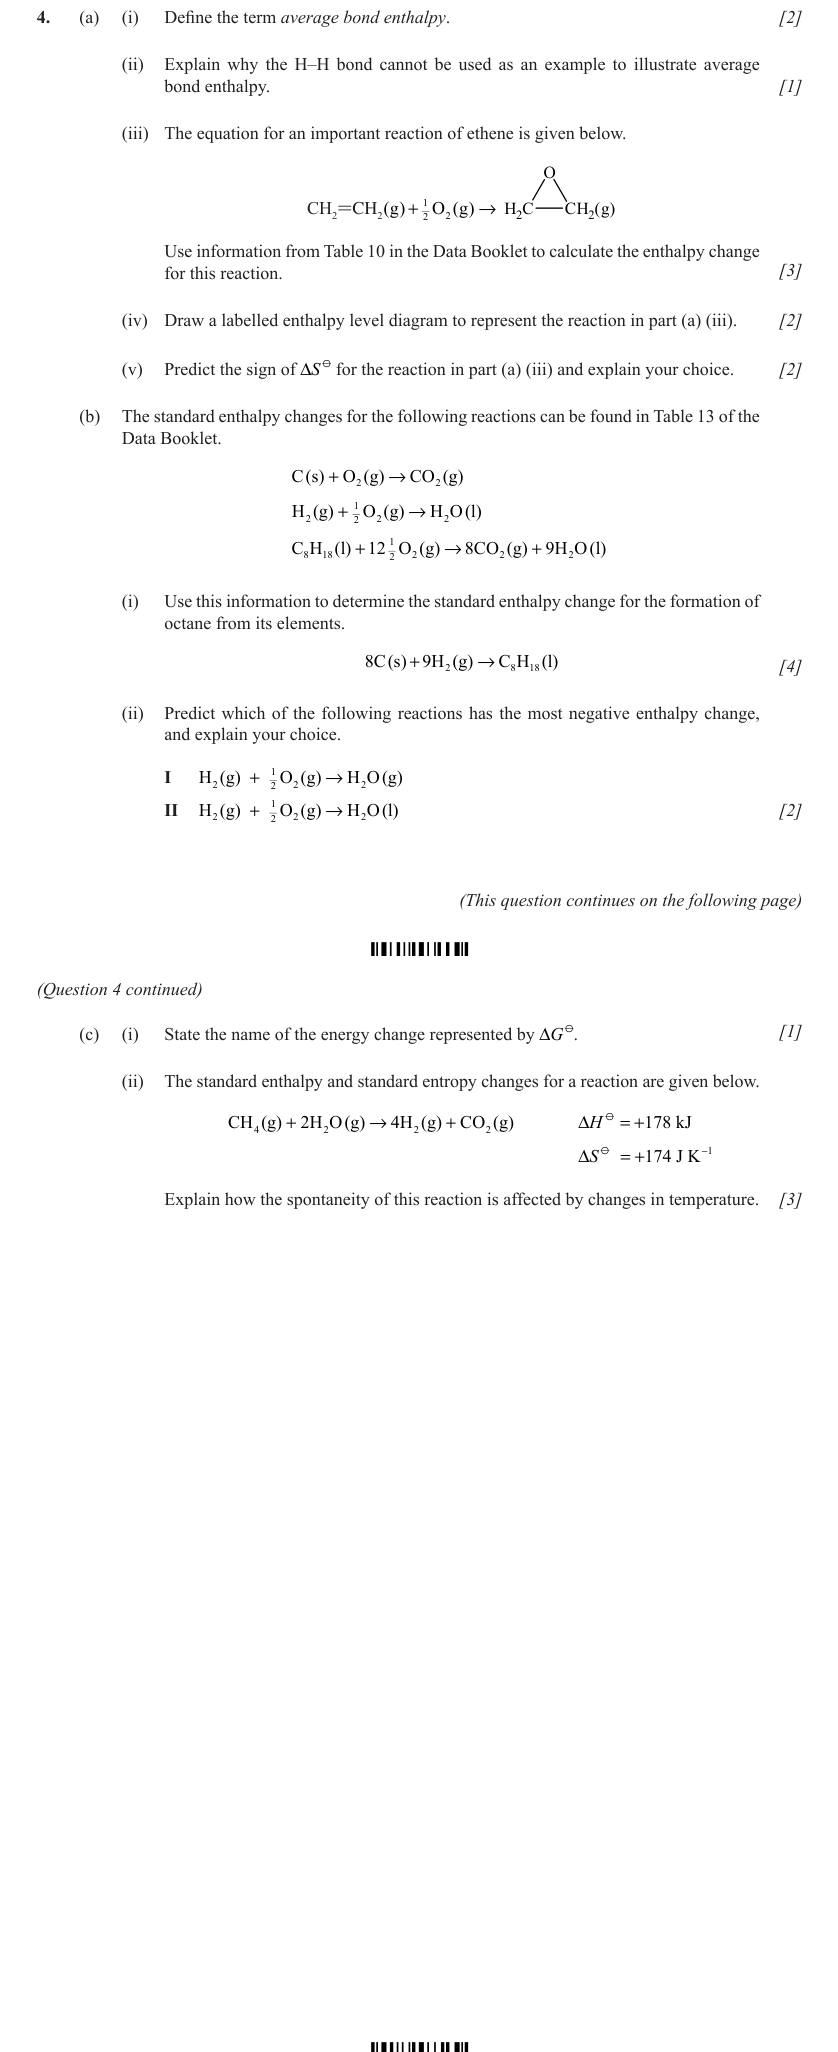 4. (a) (i) Define the term average bond enthalpy. [2]
(ii) Explain why the H–H bond cannot be used as an example to illustrate average
bond enthalpy. [1]
(iii) The equation for an important reaction of ethene is given below.
O
CH₂=CH₂(g) + ½O₂(g) → H₂C—CH₂(g)
Use information from Table 10 in the Data Booklet to calculate the enthalpy change
for this reaction. [3]
(iv) Draw a labelled enthalpy level diagram to represent the reaction in part (a) (iii). [2]
(v) Predict the sign of ΔS⊖ for the reaction in part (a) (iii) and explain your choice. [2]
(b) The standard enthalpy changes for the following reactions can be found in Table 13 of the
Data Booklet.
C(s) + O₂(g) → CO₂(g)
H₂(g) + ½O₂(g) → H₂O(l)
C₈H₁₈(l) + 12½O₂(g) → 8CO₂(g) + 9H₂O(l)
(i) Use this information to determine the standard enthalpy change for the formation of
octane from its elements.
8C(s) + 9H₂(g) → C₈H₁₈(l) [4]
(ii) Predict which of the following reactions has the most negative enthalpy change,
and explain your choice.
I H₂(g) + ½O₂(g) → H₂O(g)
II H₂(g) + ½O₂(g) → H₂O(l) [2]
(This question continues on the following page)
(Question 4 continued)
(c) (i) State the name of the energy change represented by ΔG⊖. [1]
(ii) The standard enthalpy and standard entropy changes for a reaction are given below.
CH₄(g) + 2H₂O(g) → 4H₂(g) + CO₂(g) ΔH⊖ = +178 kJ
ΔS⊖ = +174 J K⁻¹
Explain how the spontaneity of this reaction is affected by changes in temperature. [3]